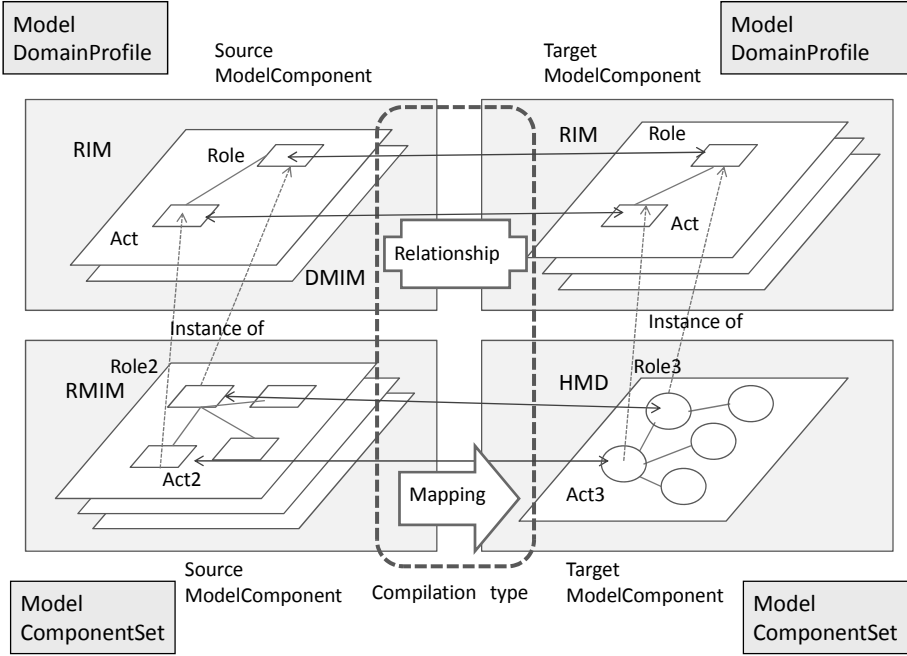 Model
DomainProfile
Source
ModelComponent
Target
ModelComponent
Model
DomainProfile
RIM
Role
Act
DMIM
RIM
Role
Act
Relationship
Instance of
Instance of
Role2
RMIM
Act2
HMD
Role3
Act3
Mapping
Source
ModelComponent
Compilation type
Target
ModelComponent
Model
ComponentSet
Model
ComponentSet